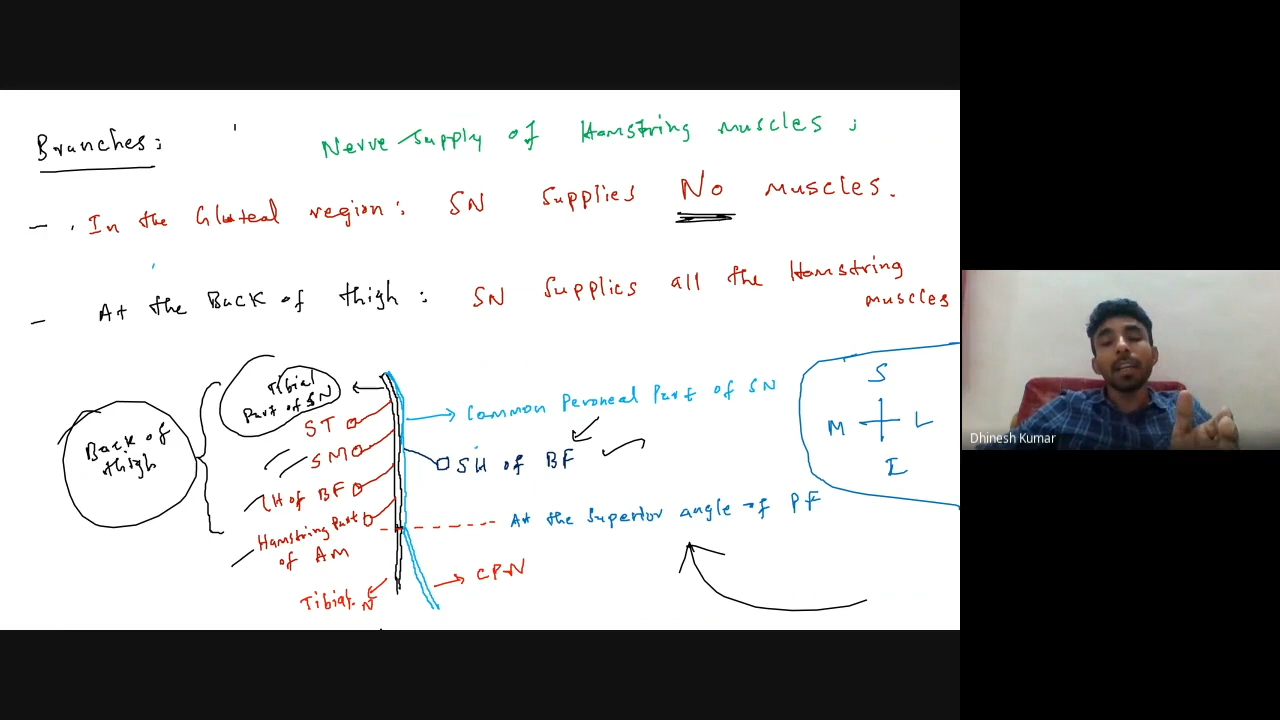 Branches:
Nerve supply of Hamstring muscles ;
- In the Gluteal region : SN supplies No muscles.
- At the Back of thigh : SN supplies all the Hamstring
muscles
Back of
thigh
Tibial
Part of SN
ST
SM
LH of BF
Hamstring Part
of AM
Tibial. N
Common Peroneal Part of SN
SH of BF
At the superior angle of PF
CPN
S
M L
I
Dhinesh Kumar